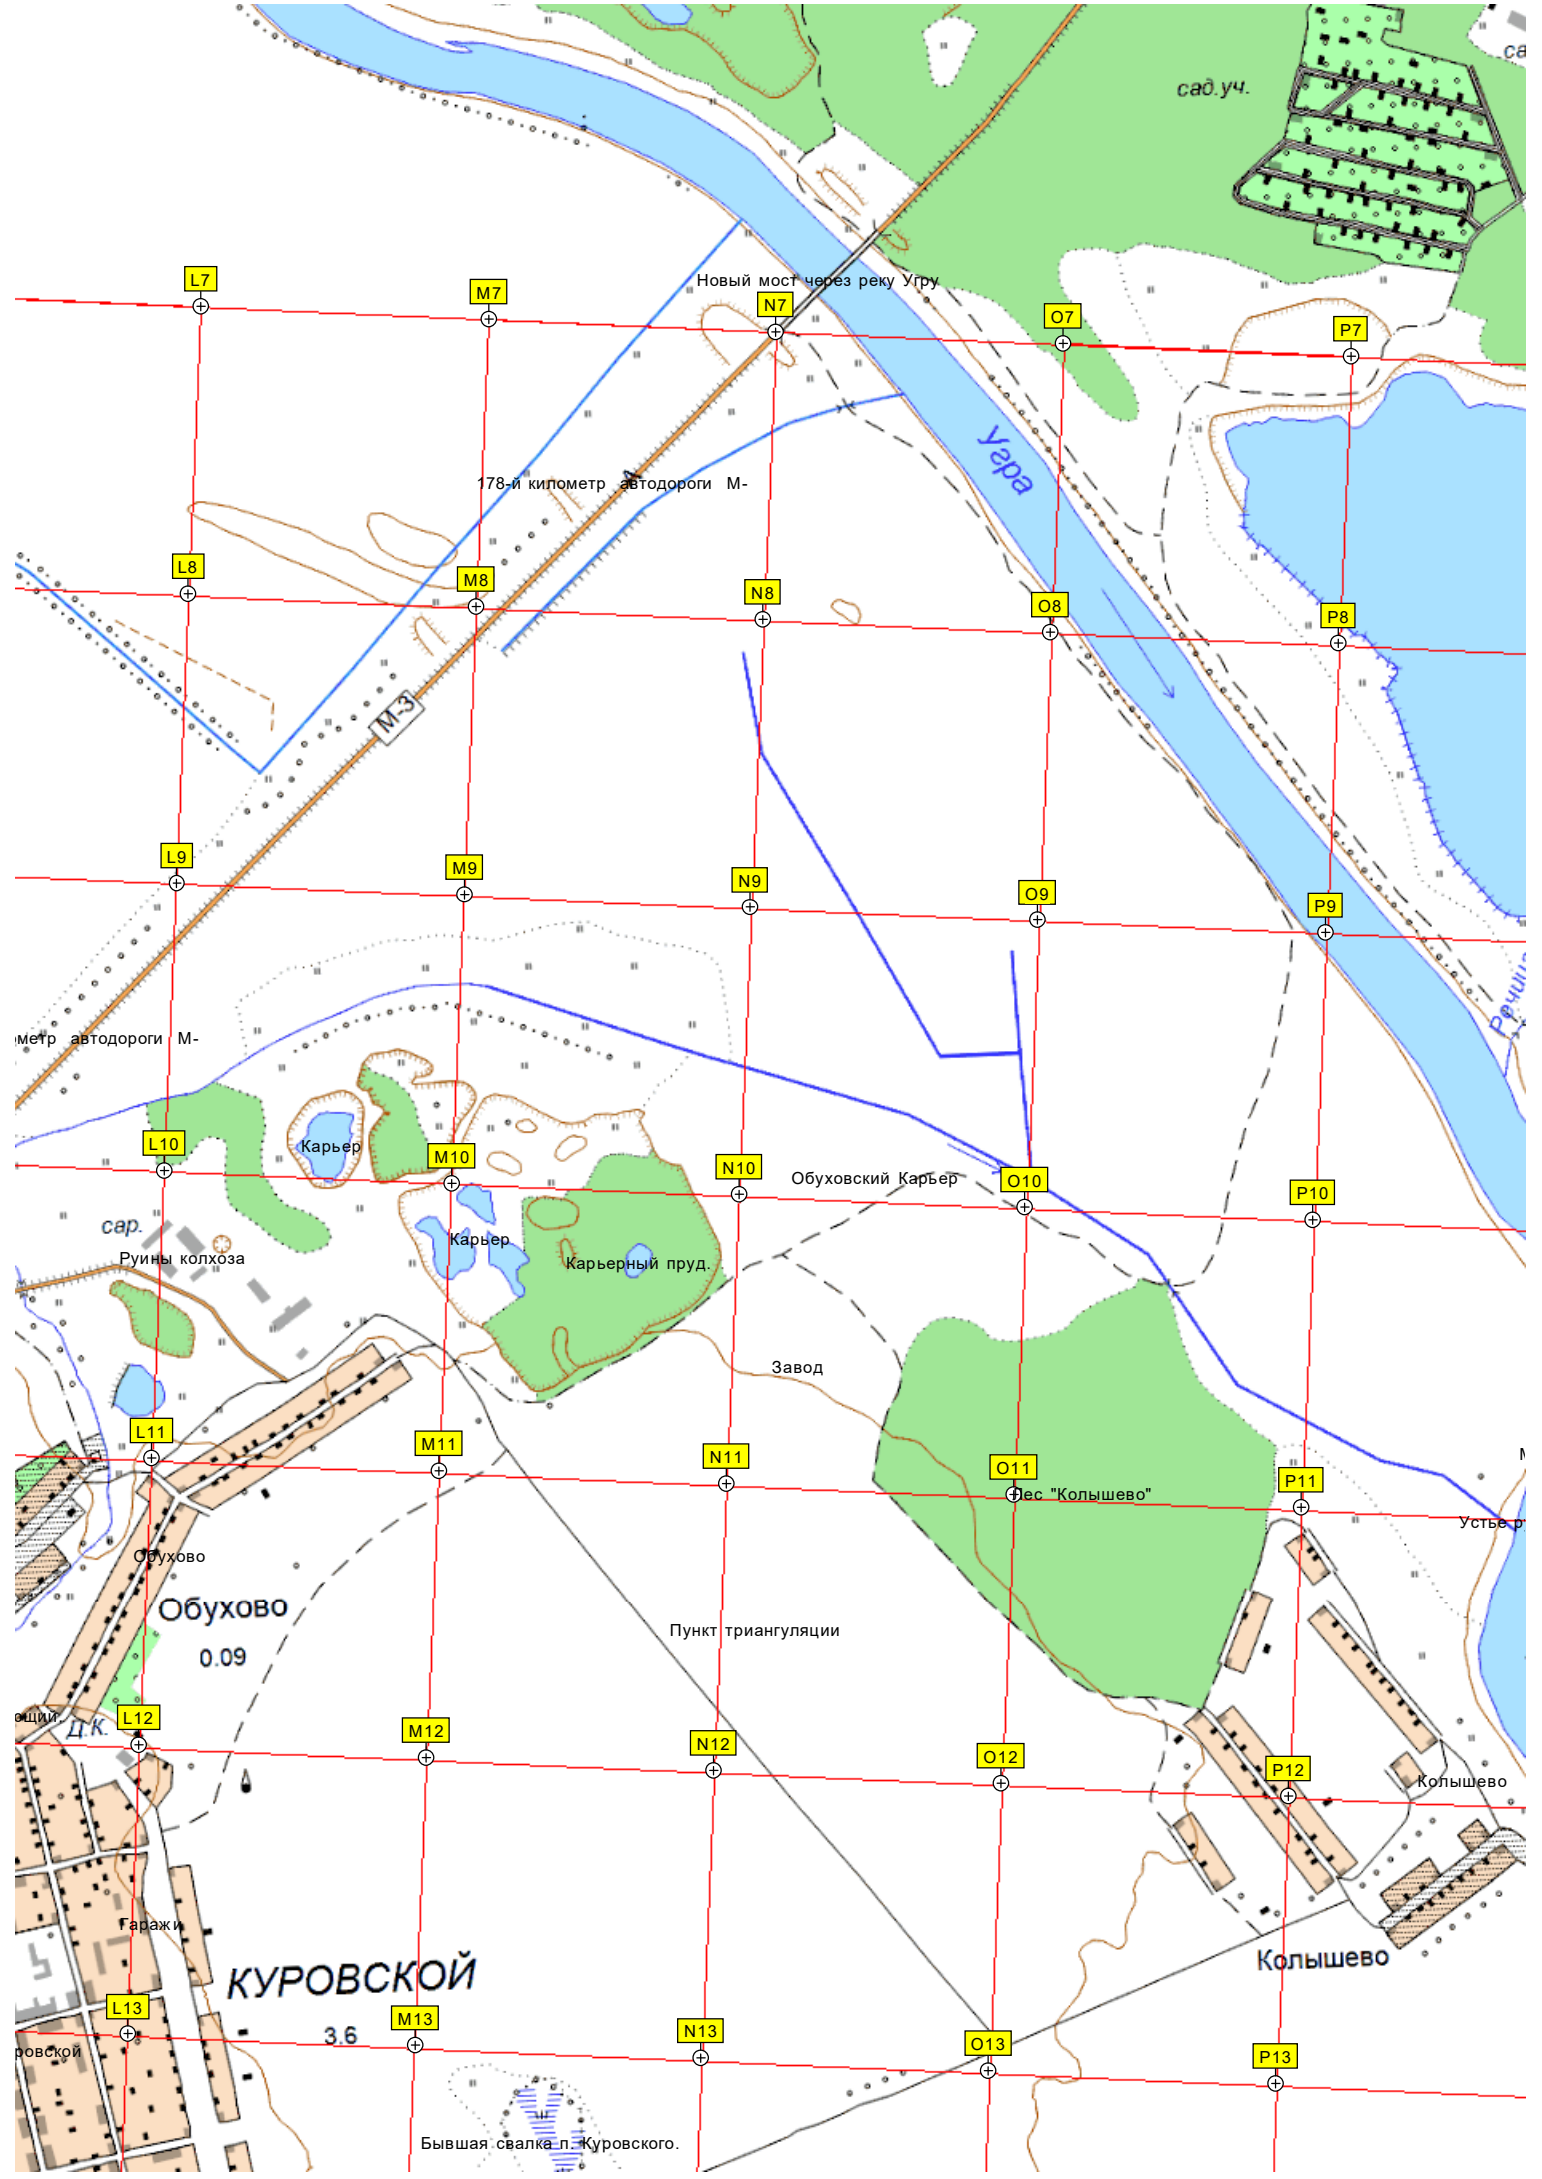 са
сад.уч.
L7
M7
Новый мост через реку Угру
N7
O7
P7
Угра
178-й километр автодороги М-
L8
M8
N8
O8
P8
М-3
L9
M9
N9
O9
P9
метр автодороги М-
L10
Карьер
M10
N10
Обуховский Карьер
O10
P10
сар.
Руины колхоза
Карьер
Карьерный пруд.
Завод
L11
M11
N11
O11
Лес "Колышево"
P11
Устье р
Обухово
Обухово
0.09
Пункт триангуляции
Д.К.
L12
M12
N12
O12
P12
Колышево
Гаражи
КУРОВСКОЙ
3.6
Колышево
L13
M13
N13
O13
P13
ровской
Бывшая свалка п. Куровского.